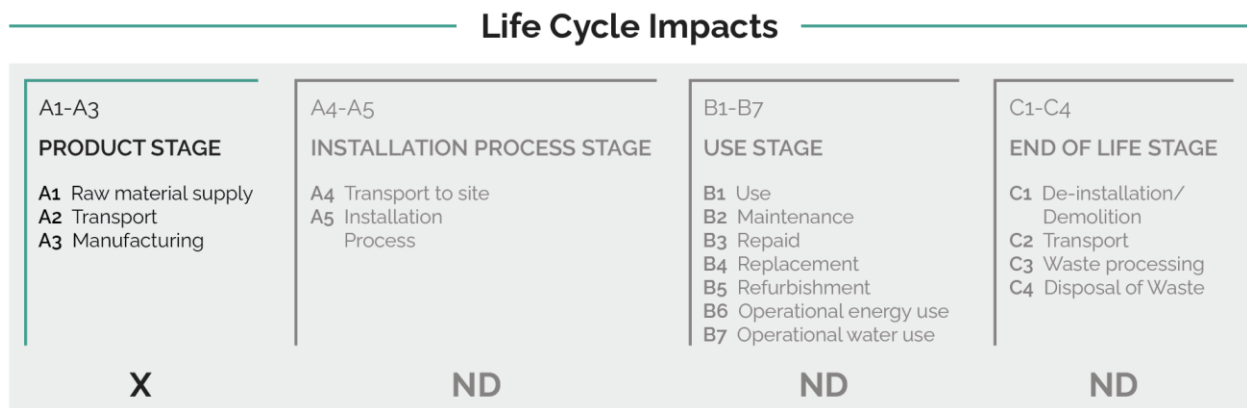 Life Cycle Impacts
A1-A3
PRODUCT STAGE
A1 Raw material supply
A2 Transport
A3 Manufacturing
X
A4-A5
INSTALLATION PROCESS STAGE
A4 Transport to site
A5 Installation
Process
ND
B1-B7
USE STAGE
B1 Use
B2 Maintenance
B3 Repaid
B4 Replacement
B5 Refurbishment
B6 Operational energy use
B7 Operational water use
ND
C1-C4
END OF LIFE STAGE
C1 De-installation/
Demolition
C2 Transport
C3 Waste processing
C4 Disposal of Waste
ND